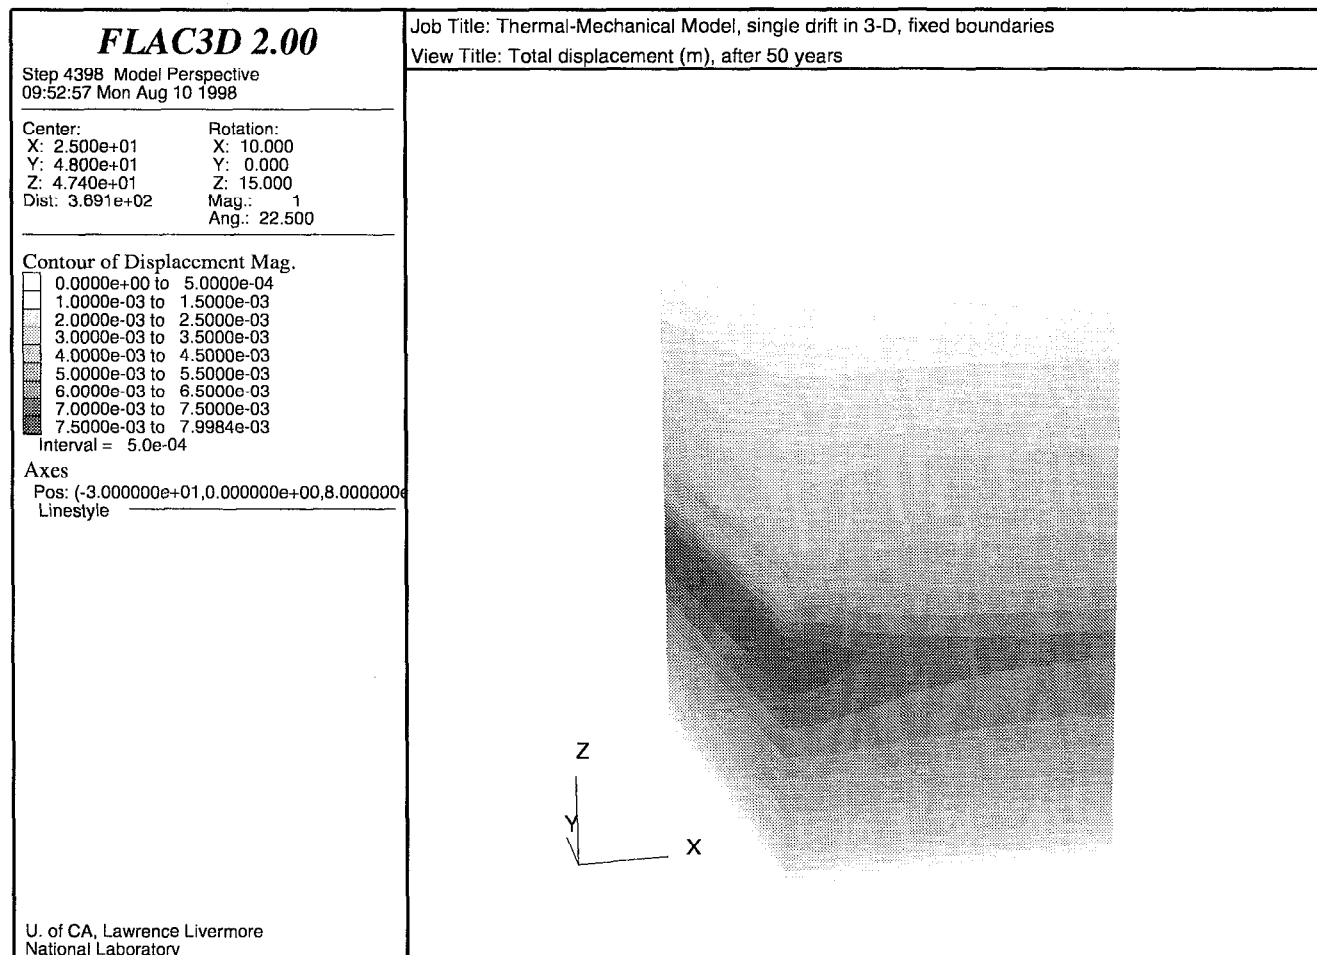 FLAC3D 2.00
Step 4398 Model Perspective
09:52:57 Mon Aug 10 1998
Center:
X: 2.500e+01
Y: 4.800e+01
Z: 4.740e+01
Dist: 3.691e+02
Rotation:
X: 10.000
Y: 0.000
Z: 15.000
Mag.: 1
Ang.: 22.500
Contour of Displacement Mag.
0.0000e+00 to 5.0000e-04
1.0000e-03 to 1.5000e-03
2.0000e-03 to 2.5000e-03
3.0000e-03 to 3.5000e-03
4.0000e-03 to 4.5000e-03
5.0000e-03 to 5.5000e-03
6.0000e-03 to 6.5000e-03
7.0000e-03 to 7.5000e-03
7.5000e-03 to 7.9984e-03
Interval = 5.0e-04
Axes
Pos: (-3.000000e+01,0.000000e+00,8.000000e
Linestyle
U. of CA, Lawrence Livermore
National Laboratory
Job Title: Thermal-Mechanical Model, single drift in 3-D, fixed boundaries
View Title: Total displacement (m), after 50 years
Z
Y
X